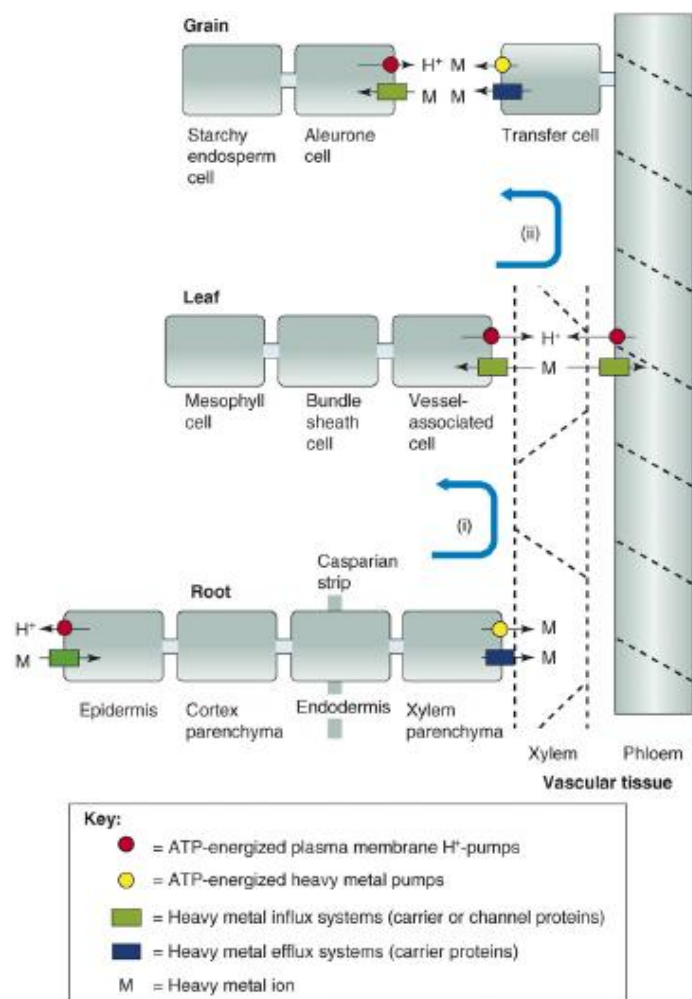 Grain
H⁺ M
M M
Starchy
endosperm
cell
Aleurone
cell
Transfer cell
(ii)
Leaf
H⁺
M
Mesophyll
cell
Bundle
sheath
cell
Vessel-
associated
cell
(i)
Casparian
strip
Root
H⁺
M
M
M
Epidermis
Cortex
parenchyma
Endodermis
Xylem
parenchyma
Xylem
Phloem
Vascular tissue
Key:
= ATP-energized plasma membrane H⁺-pumps
= ATP-energized heavy metal pumps
= Heavy metal influx systems (carrier or channel proteins)
= Heavy metal efflux systems (carrier proteins)
M = Heavy metal ion